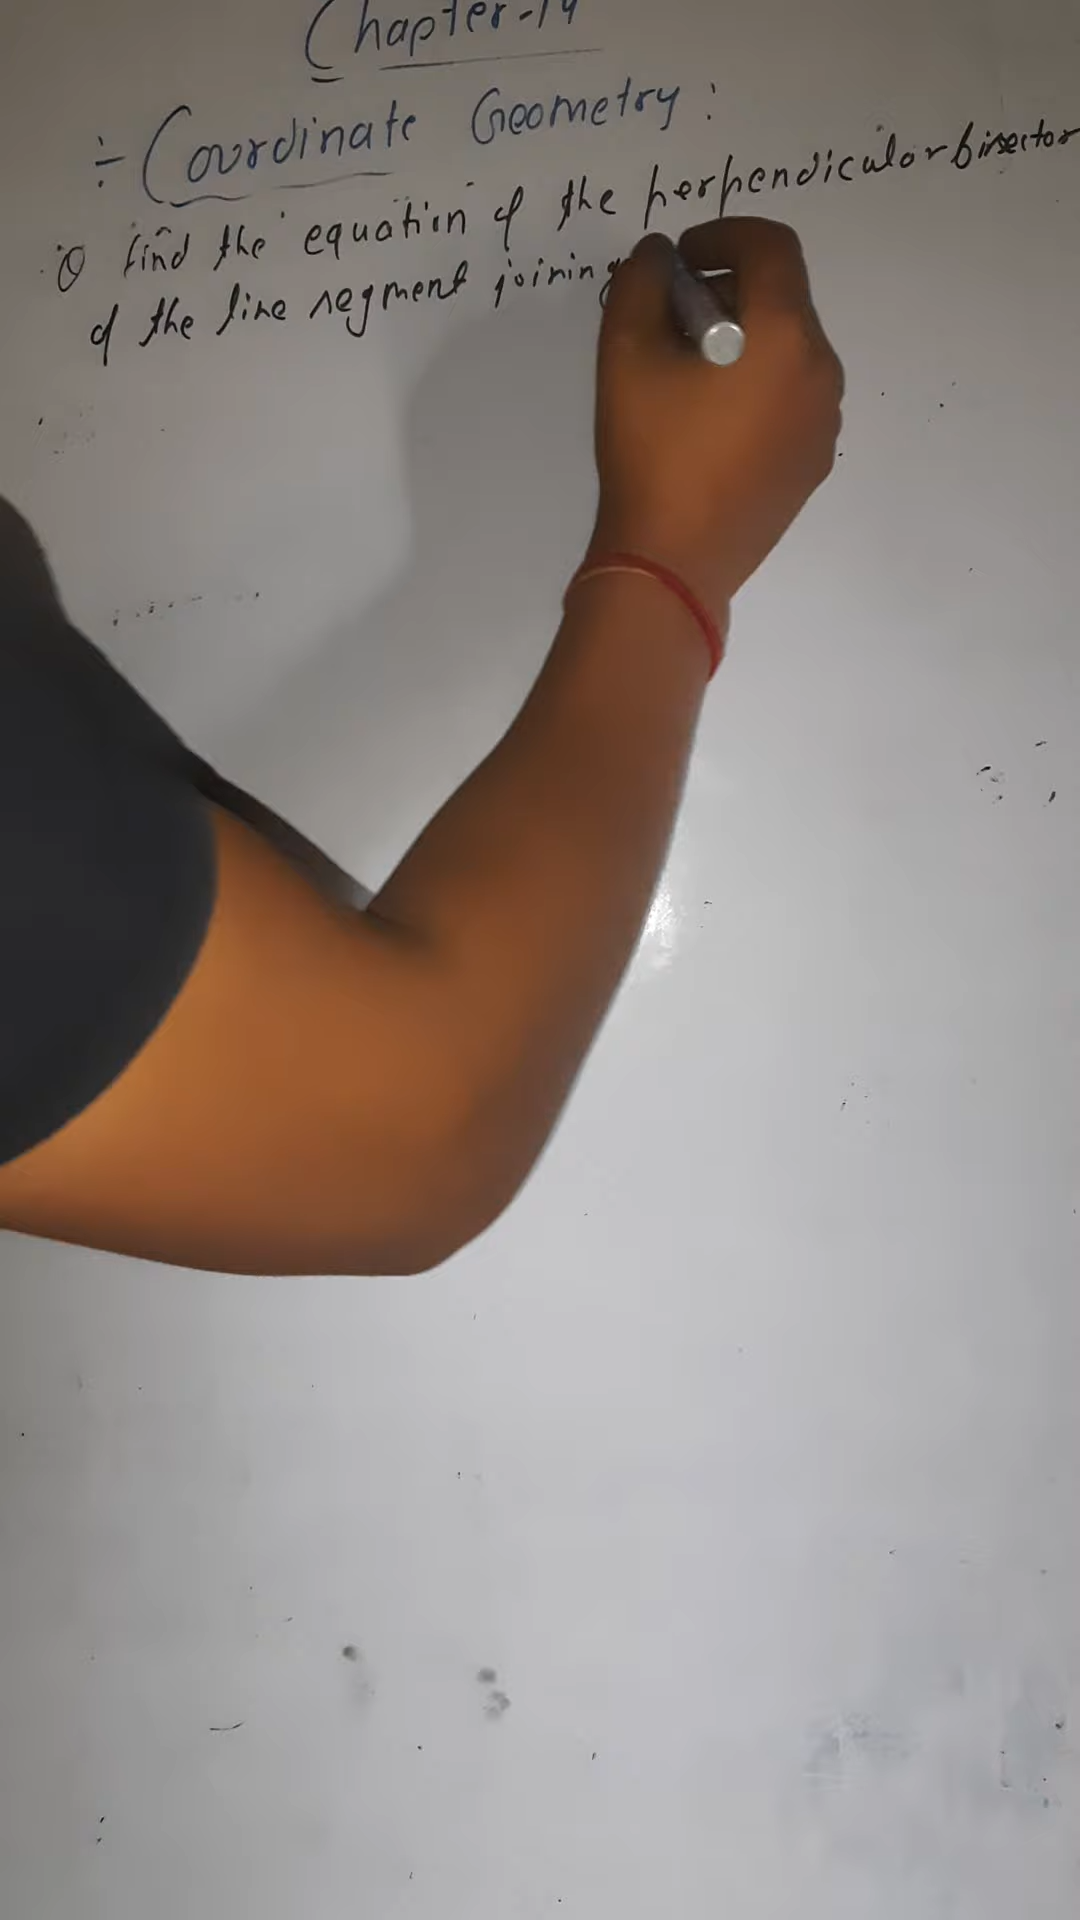 Chapter-14
÷ Coordinate Geometry:
Q find the equation of the perpendicular bisector
of the line segment joining